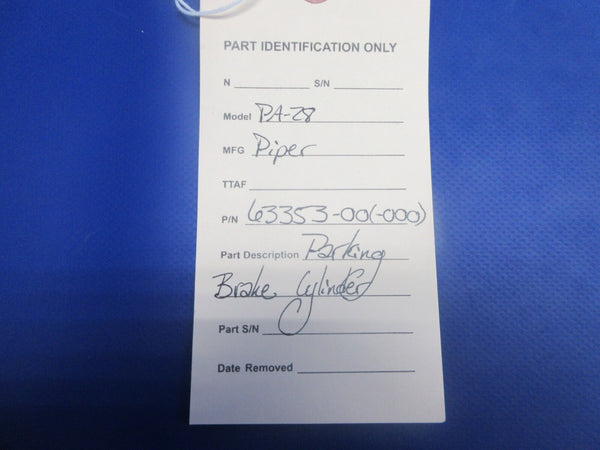 PART IDENTIFICATION ONLY
N S/N
Model PA-28
MFG Piper
TTAF
P/N 63353-00(-000)
Part Description Parking
Brake Cylinder
Part S/N
Date Removed